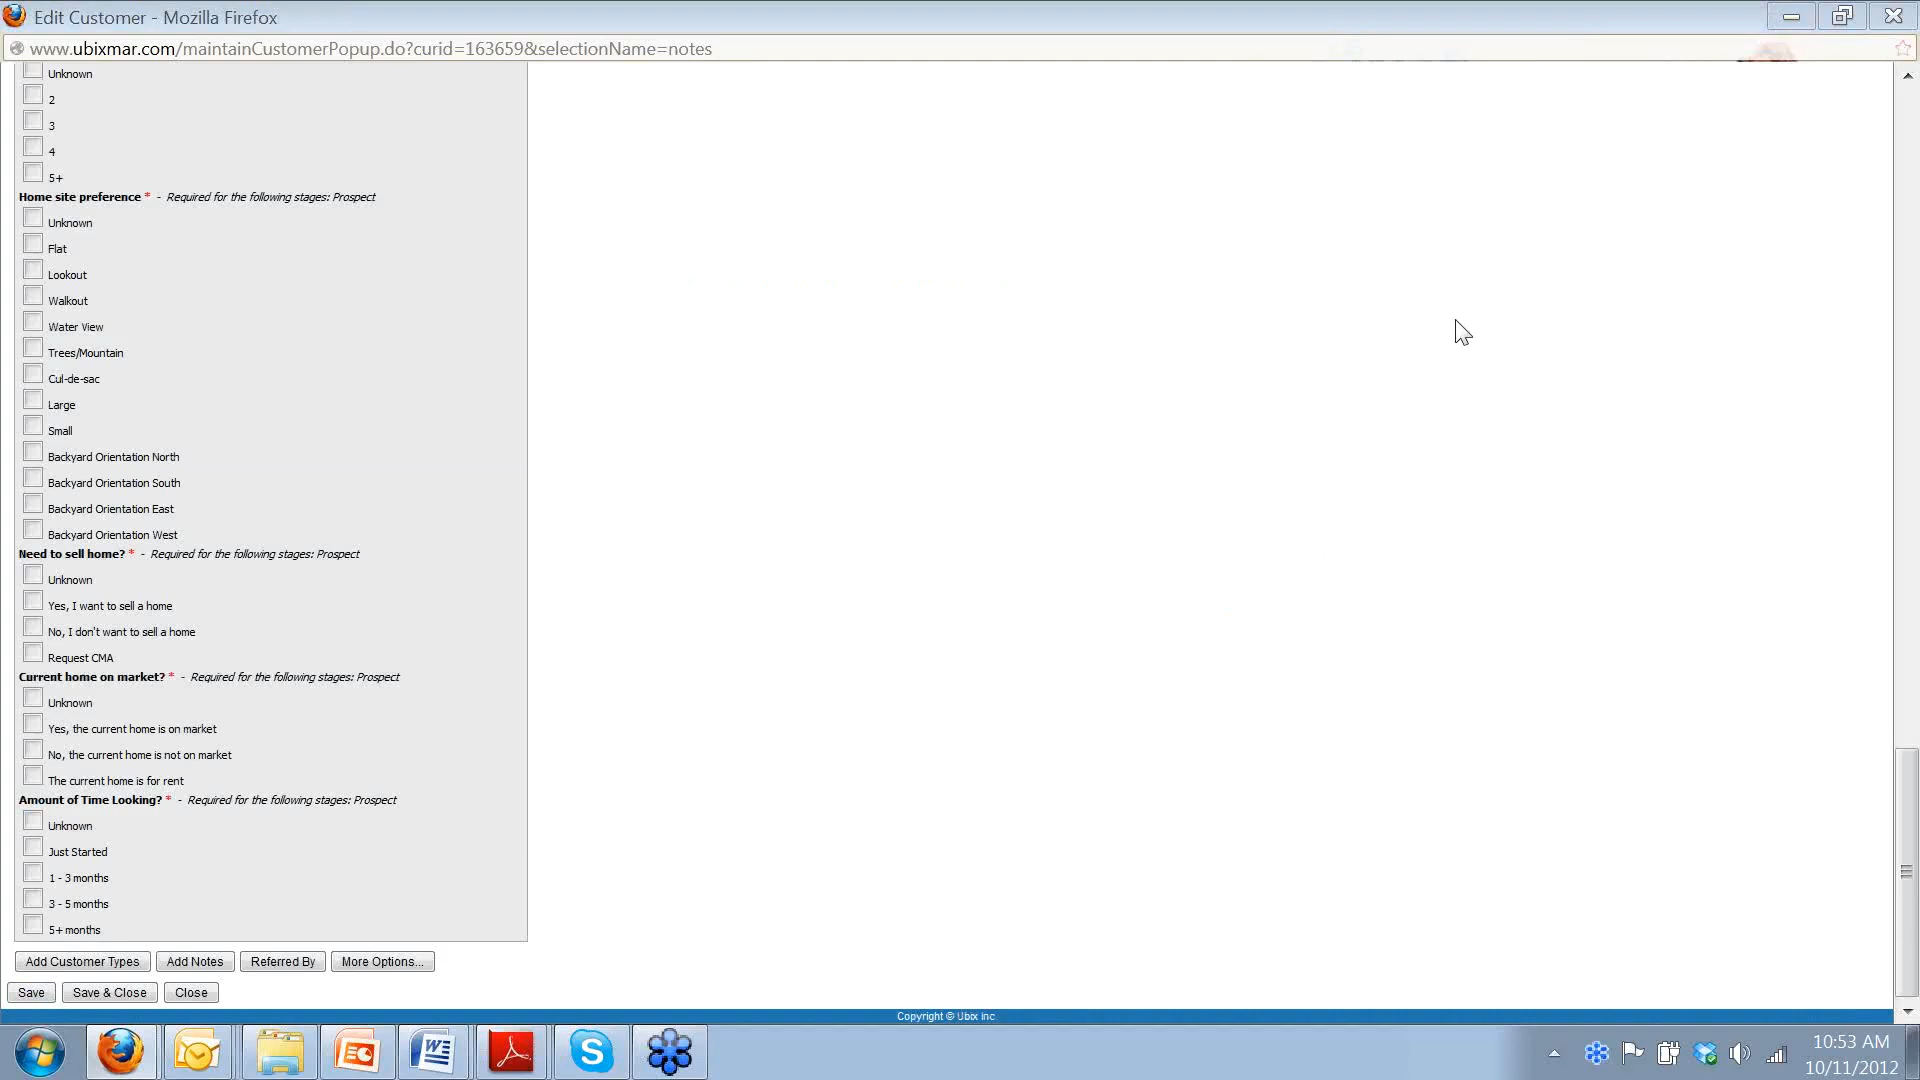 Edit Customer - Mozilla Firefox
www.ubixmar.com/maintainCustomerPopup.do?curid=163659&selectionName=notes
Unknown
2
3
4
5+
Home site preference * - Required for the following stages: Prospect
Unknown
Flat
Lookout
Walkout
Water View
Trees/Mountain
Cul-de-sac
Large
Small
Backyard Orientation North
Backyard Orientation South
Backyard Orientation East
Backyard Orientation West
Need to sell home? * - Required for the following stages: Prospect
Unknown
Yes, I want to sell a home
No, I don't want to sell a home
Request CMA
Current home on market? * - Required for the following stages: Prospect
Unknown
Yes, the current home is on market
No, the current home is not on market
The current home is for rent
Amount of Time Looking? * - Required for the following stages: Prospect
Unknown
Just Started
1 - 3 months
3 - 5 months
5+ months
Add Customer Types Add Notes Referred By More Options...
Save Save & Close Close
Copyright © Ubix inc.
10:53 AM
10/11/2012